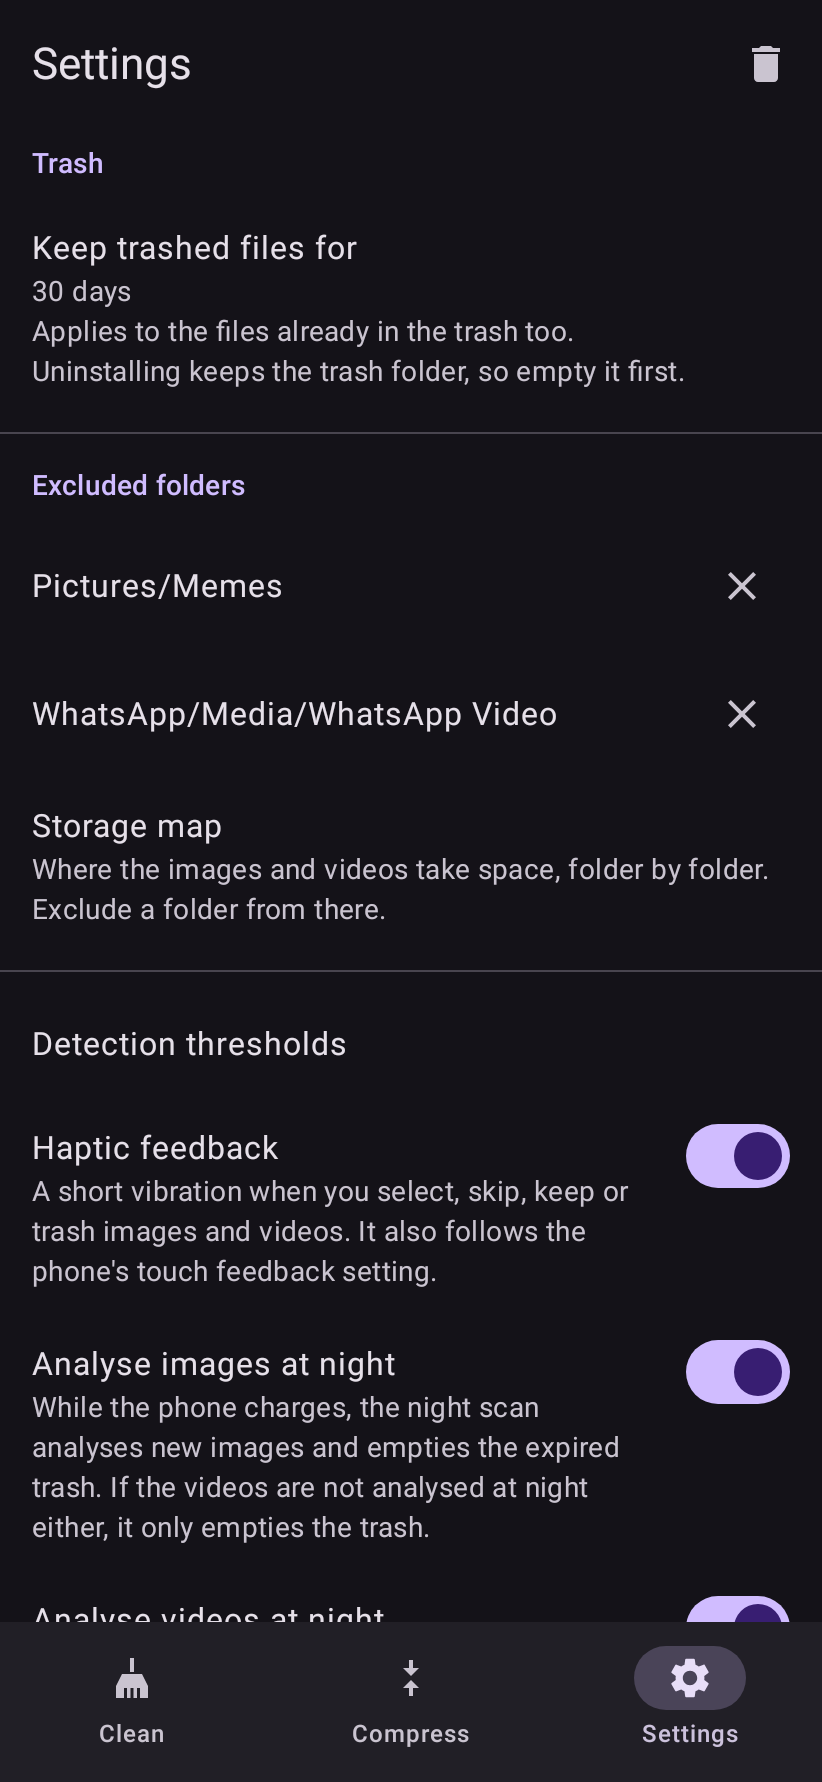 Settings
Trash
Keep trashed files for
30 days
Applies to the files already in the trash too.
Uninstalling keeps the trash folder, so empty it first.
Excluded folders
Pictures/Memes
WhatsApp/Media/WhatsApp Video
Storage map
Where the images and videos take space, folder by folder.
Exclude a folder from there.
Detection thresholds
Haptic feedback
A short vibration when you select, skip, keep or
trash images and videos. It also follows the
phone's touch feedback setting.
Analyse images at night
While the phone charges, the night scan
analyses new images and empties the expired
trash. If the videos are not analysed at night
either, it only empties the trash.
Analyse videos at night
Clean
Compress
Settings